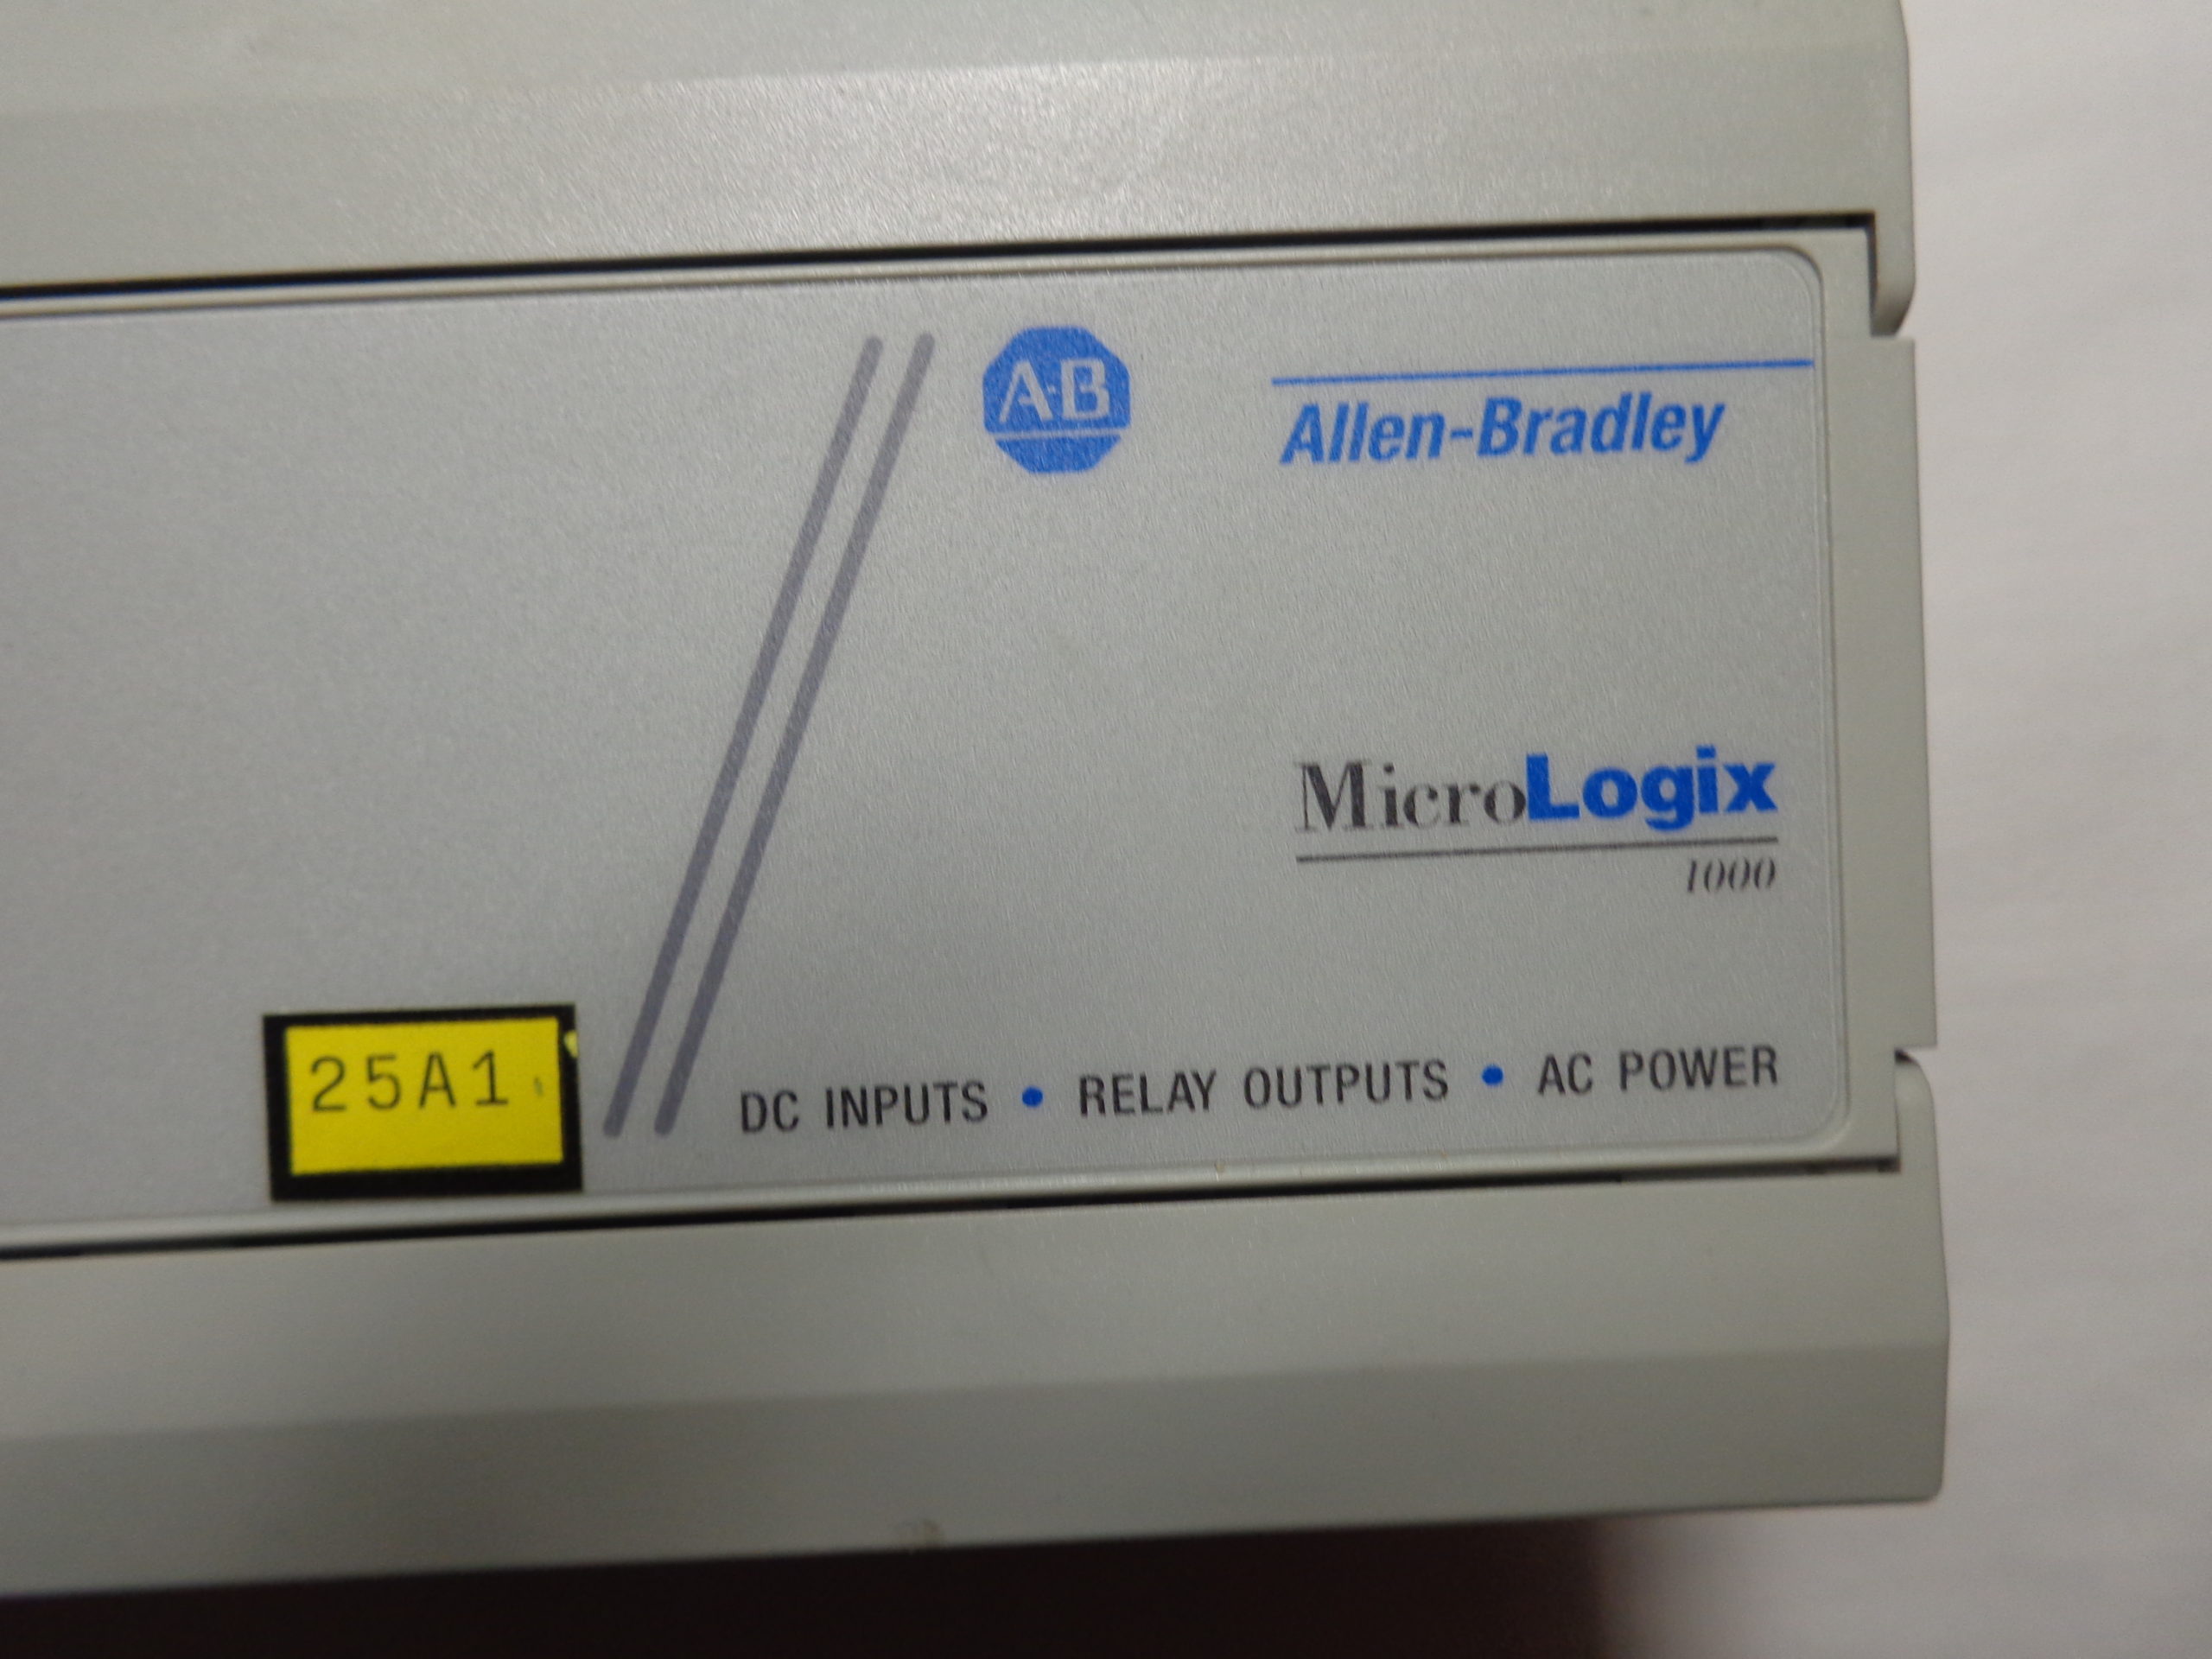 A·B
Allen-Bradley
MicroLogix
1000
25A1
DC INPUTS • RELAY OUTPUTS • AC POWER